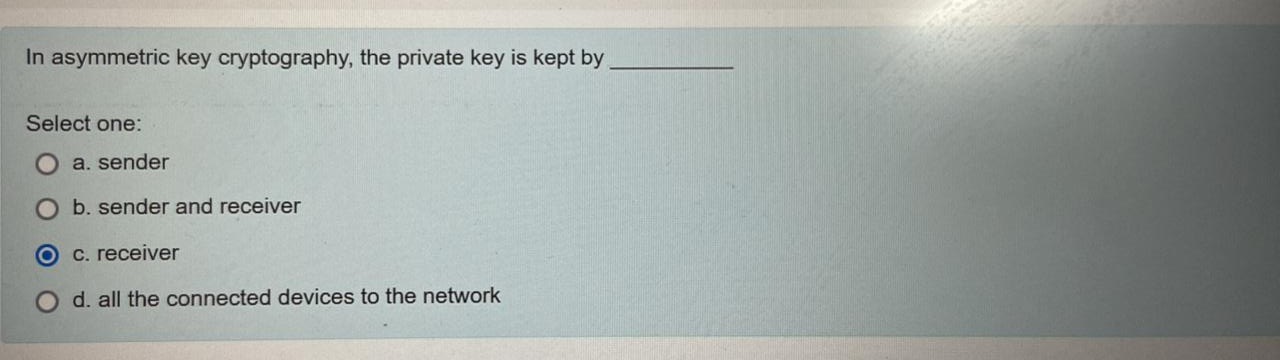 In asymmetric key cryptography, the private key is kept by __________
Select one:
a. sender
b. sender and receiver
c. receiver
d. all the connected devices to the network